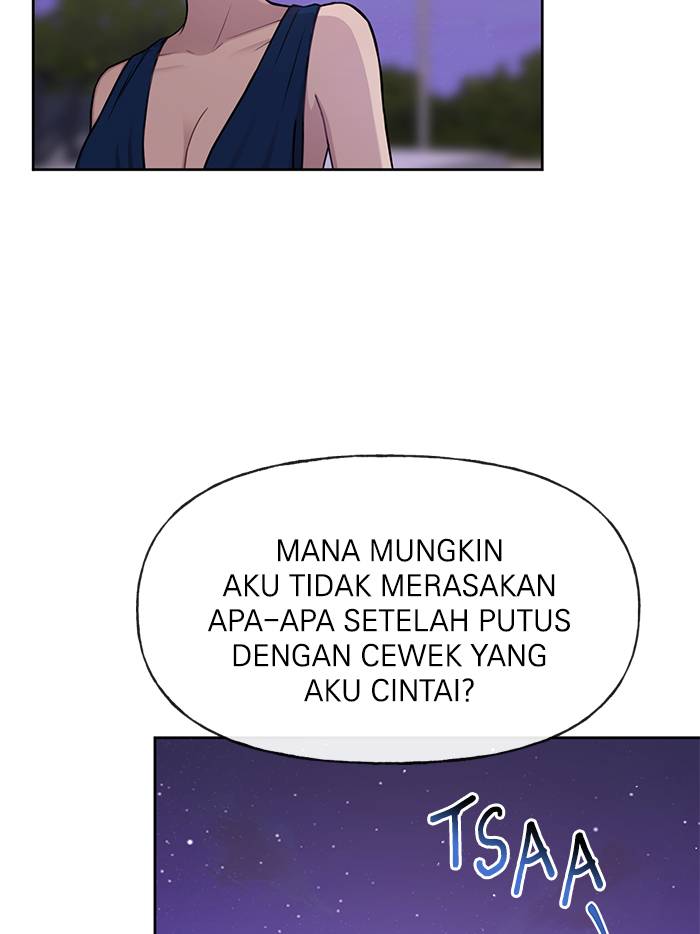 MANA MUNGKIN
AKU TIDAK MERASAKAN
APA-APA SETELAH PUTUS
DENGAN CEWEK YANG
AKU CINTAI?
TSAA